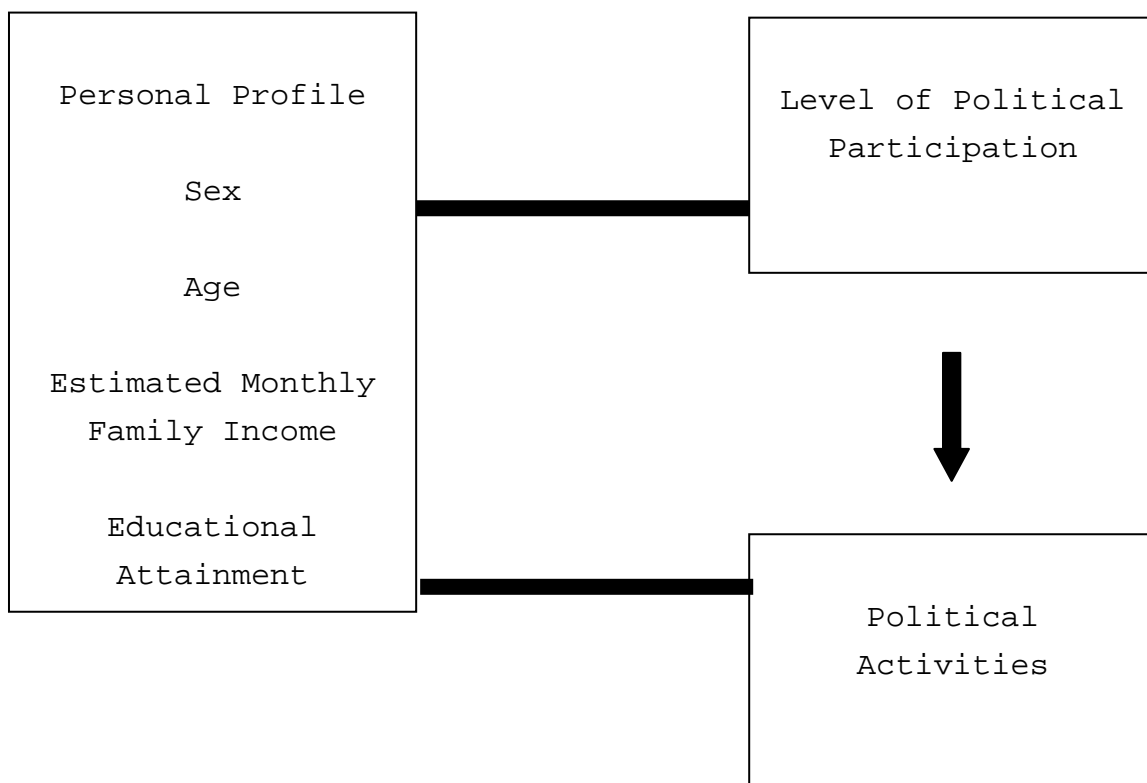 Personal Profile
Sex
Age
Estimated Monthly
Family Income
Educational
Attainment
Level of Political
Participation
Political
Activities